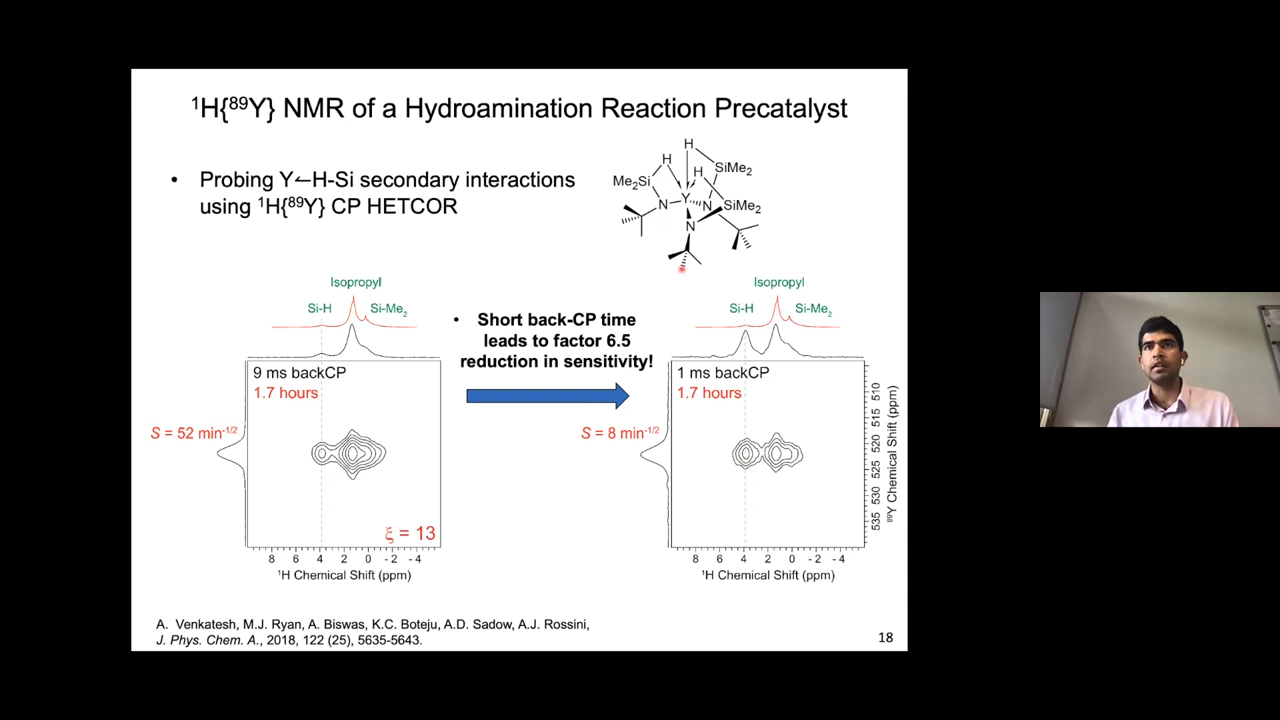 ¹H{⁸⁹Y} NMR of a Hydroamination Reaction Precatalyst
• Probing Y↼H-Si secondary interactions
using ¹H{⁸⁹Y} CP HETCOR
H
H
H
SiMe₂
Me₂Si
SiMe₂
N
Y
N
N
Isopropyl
Si-H
Si-Me₂
9 ms backCP
1.7 hours
S = 52 min⁻¹/²
ξ = 13
8 6 4 2 0 -2 -4
¹H Chemical Shift (ppm)
• Short back-CP time
leads to factor 6.5
reduction in sensitivity!
Isopropyl
Si-H
Si-Me₂
1 ms backCP
1.7 hours
S = 8 min⁻¹/²
510
515
520
525
530
535
⁸⁹Y Chemical Shift (ppm)
8 6 4 2 0 -2 -4
¹H Chemical Shift (ppm)
A. Venkatesh, M.J. Ryan, A. Biswas, K.C. Boteju, A.D. Sadow, A.J. Rossini,
J. Phys. Chem. A., 2018, 122 (25), 5635-5643.
18